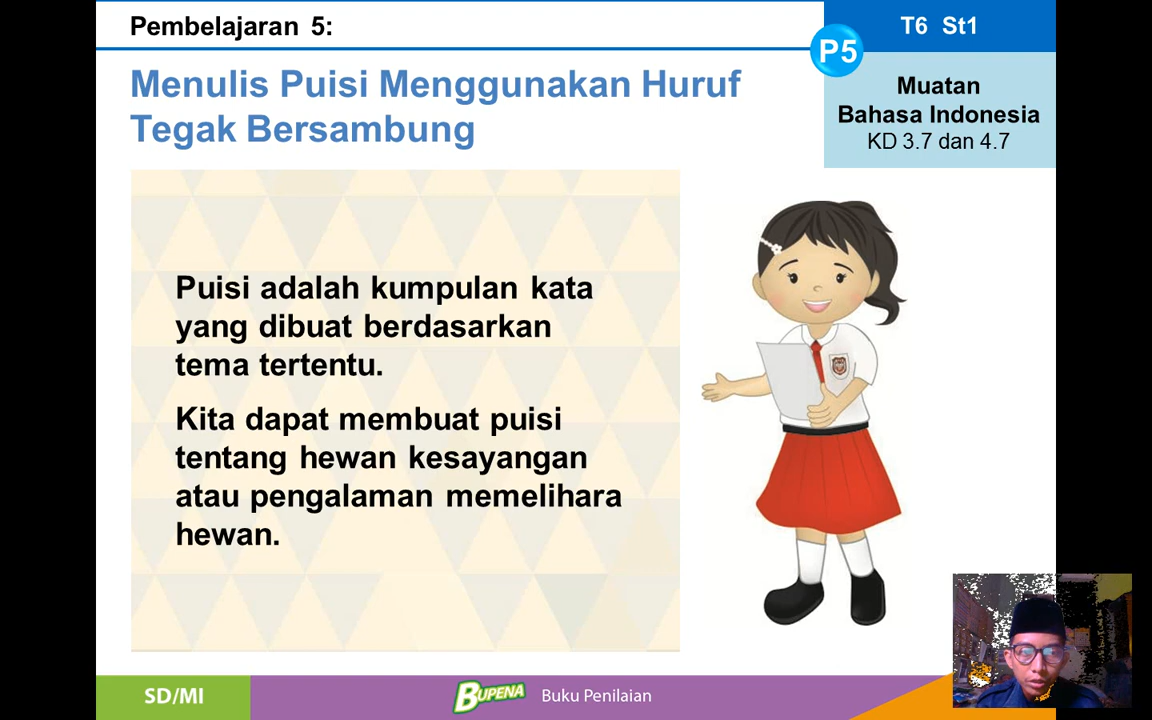 Pembelajaran 5:
T6 St1
P5
Menulis Puisi Menggunakan Huruf
Tegak Bersambung
Muatan
Bahasa Indonesia
KD 3.7 dan 4.7
Puisi adalah kumpulan kata
yang dibuat berdasarkan
tema tertentu.
Kita dapat membuat puisi
tentang hewan kesayangan
atau pengalaman memelihara
hewan.
SD/MI
BUPENA
Buku Penilaian